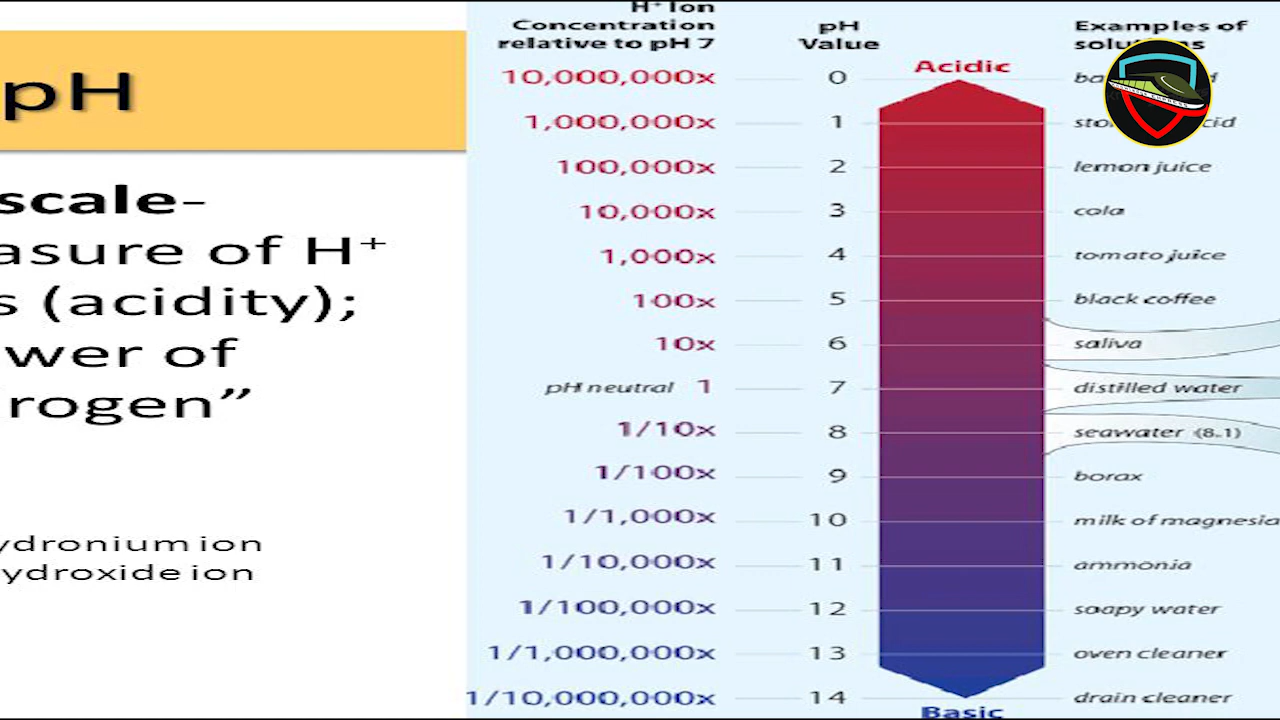 pH
scale–
asure of H⁺
s (acidity);
wer of
rogen”
ydronium ion
ydroxide ion
H⁺ Ion
Concentration
relative to pH 7
pH
Value
Examples of
Acidic
10,000,000x 0
1,000,000x 1
100,000x 2 lemon juice
10,000x 3 cola
1,000x 4 tomato juice
100x 5 black coffee
10x 6 saliva
pH neutral 1 7 distilled water
1/10x 8 seawater (8.1)
1/100x 9 borax
1/1,000x 10 milk of magnesia
1/10,000x 11 ammonia
1/100,000x 12 soapy water
1/1,000,000x 13 oven cleaner
1/10,000,000x 14 drain cleaner
Basic